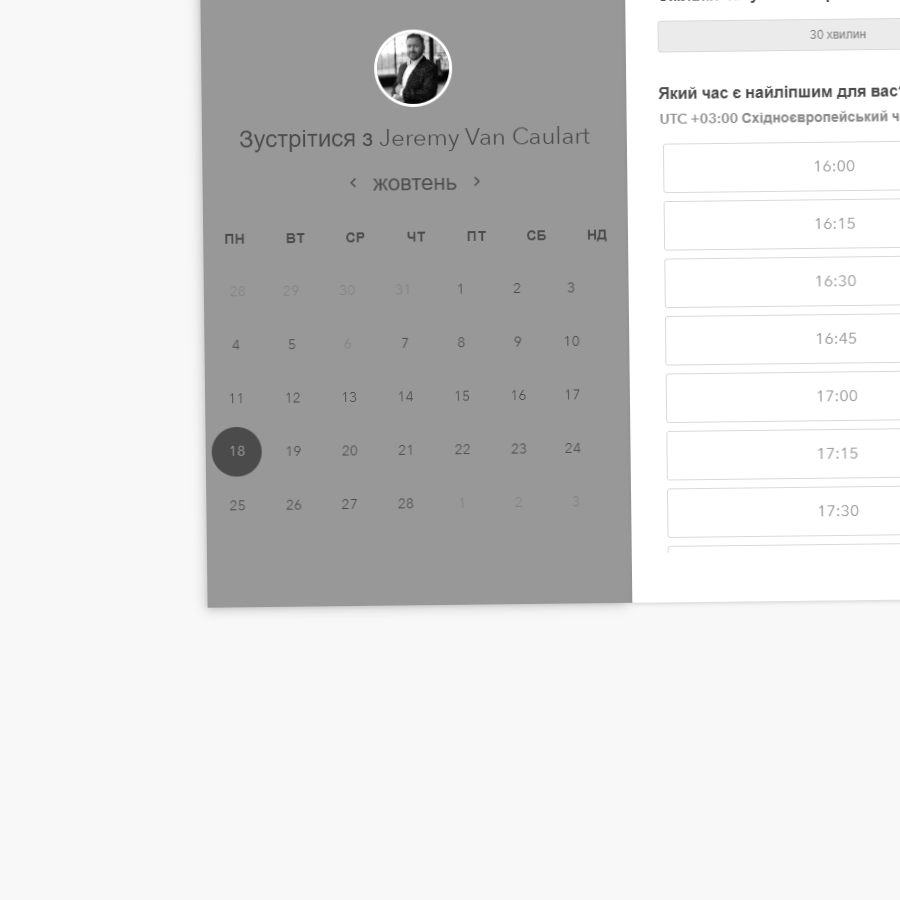 Зустрітися з Jeremy Van Caulart
жовтень
ПН ВТ СР ЧТ ПТ СБ НД
28 29 30 31 1 2 3
4 5 6 7 8 9 10
11 12 13 14 15 16 17
18 19 20 21 22 23 24
25 26 27 28 1 2 3
30 хвилин
Який час є найліпшим для вас?
UTC +03:00 Східноєвропейський
16:00
16:15
16:30
16:45
17:00
17:15
17:30